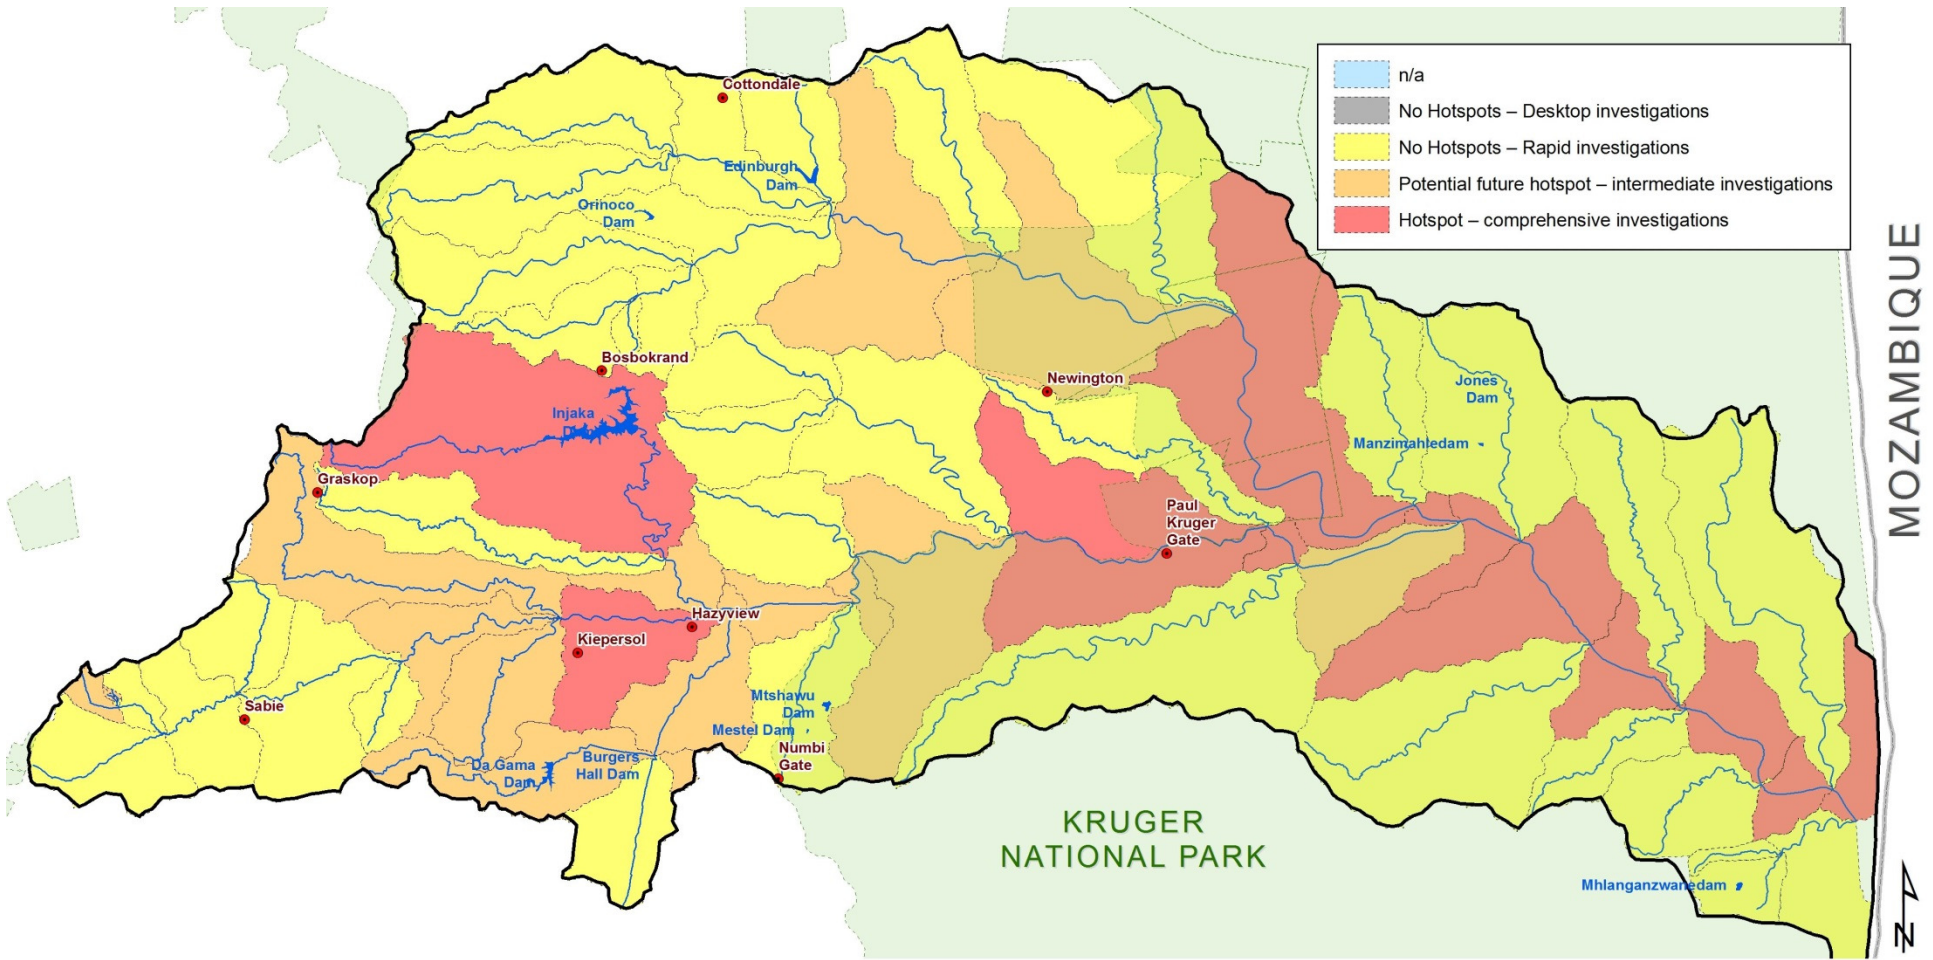 n/a
No Hotspots – Desktop investigations
No Hotspots – Rapid investigations
Potential future hotspot – intermediate investigations
Hotspot – comprehensive investigations
Cottondale
Edinburgh
Dam
Orinoco
Dam
Bosbokrand
Injaka
Dam
Newington
Jones
Dam
Manzimahledam
Graskop
Paul
Kruger
Gate
Hazyview
Kiepersol
Sabie
Mtshawu
Dam
Mestel Dam
Numbi
Gate
Da Gama
Dam
Burgers
Hall Dam
KRUGER
NATIONAL PARK
Mhlanganzwanedam
MOZAMBIQUE
N